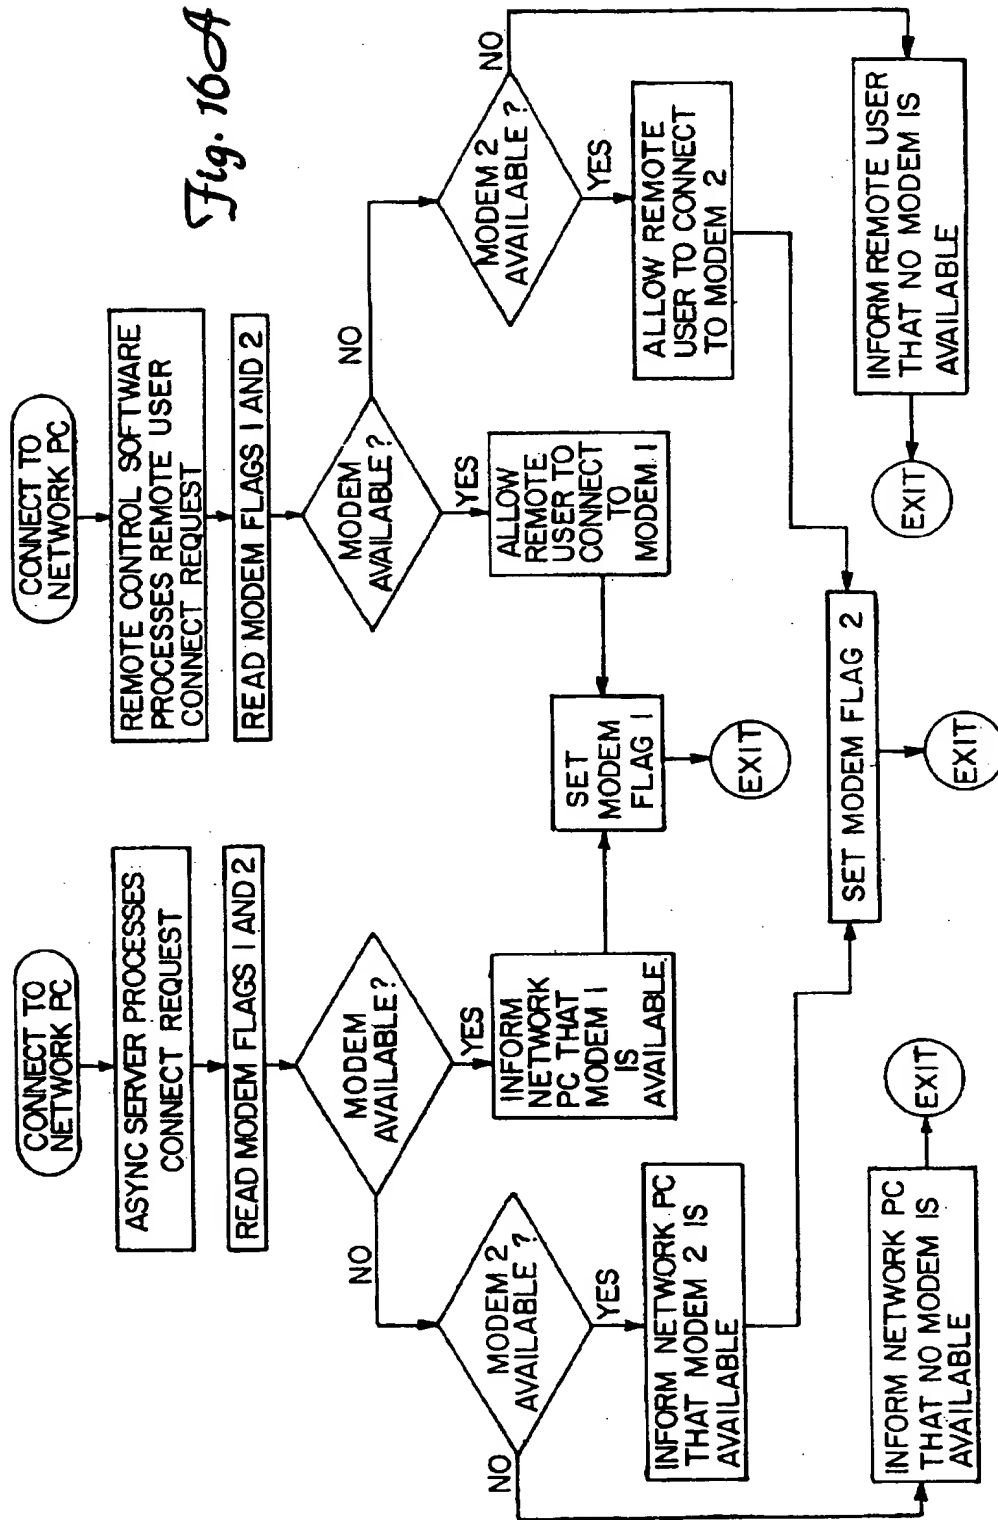 Fig. 16A
CONNECT TO
NETWORK PC
ASYNC SERVER PROCESSES
CONNECT REQUEST
READ MODEM FLAGS 1 AND 2
MODEM
AVAILABLE?
NO
YES
MODEM 2
AVAILABLE ?
NO
YES
INFORM
NETWORK
PC THAT
MODEM 1
IS
AVAILABLE
INFORM NETWORK PC
THAT MODEM 2 IS
AVAILABLE
INFORM NETWORK PC
THAT NO MODEM IS
AVAILABLE
EXIT
CONNECT TO
NETWORK PC
REMOTE CONTROL SOFTWARE
PROCESSES REMOTE USER
CONNECT REQUEST
READ MODEM FLAGS 1 AND 2
MODEM
AVAILABLE?
NO
YES
ALLOW
REMOTE
USER TO
CONNECT
TO
MODEM 1
SET
MODEM
FLAG 1
EXIT
MODEM 2
AVAILABLE ?
NO
YES
ALLOW REMOTE
USER TO CONNECT
TO MODEM 2
SET MODEM FLAG 2
EXIT
INFORM REMOTE USER
THAT NO MODEM IS
AVAILABLE
EXIT